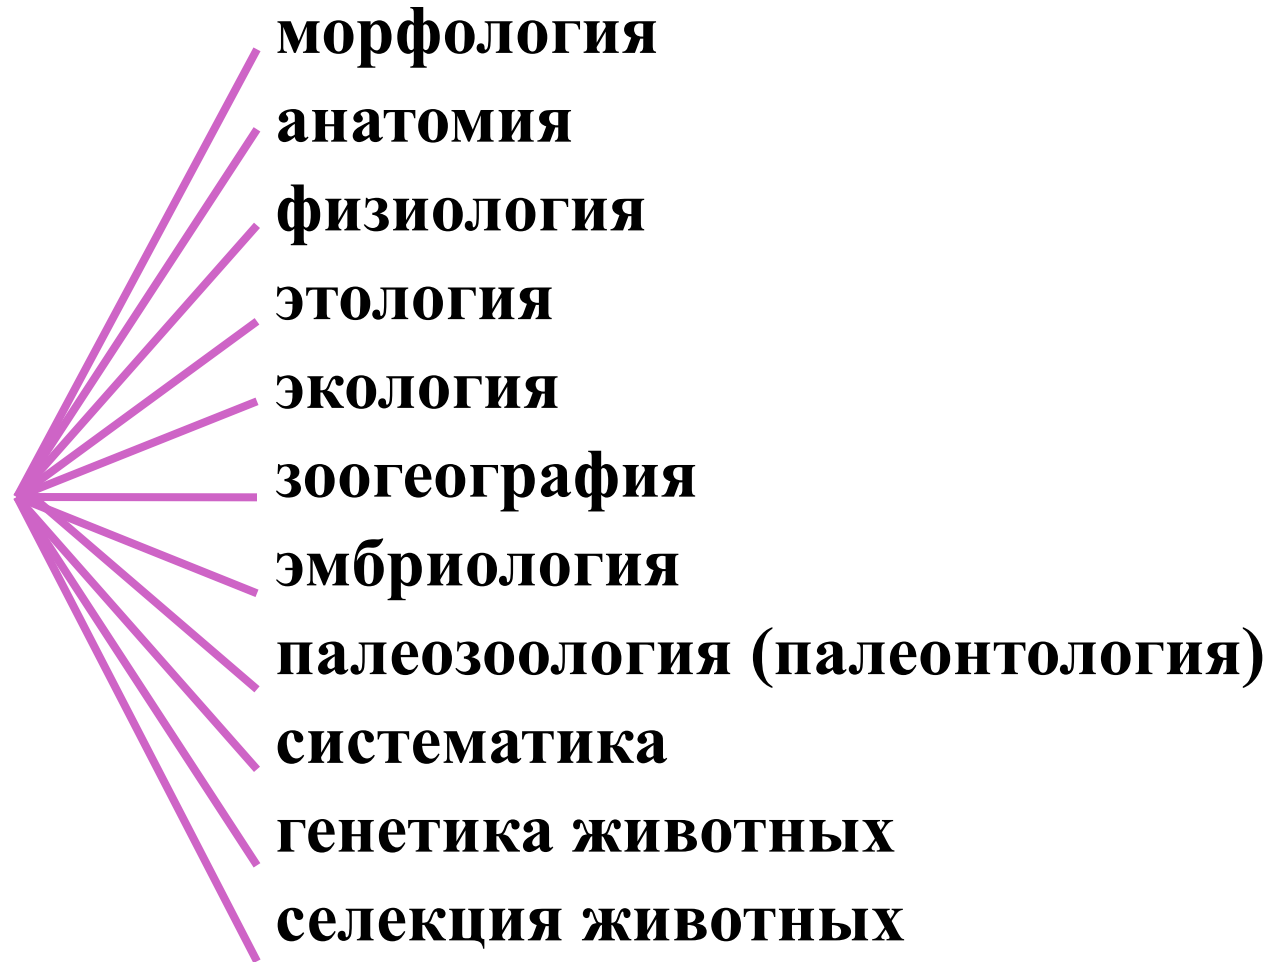 морфология
анатомия
физиология
этология
экология
зоогеография
эмбриология
палеозоология (палеонтология)
систематика
генетика животных
селекция животных